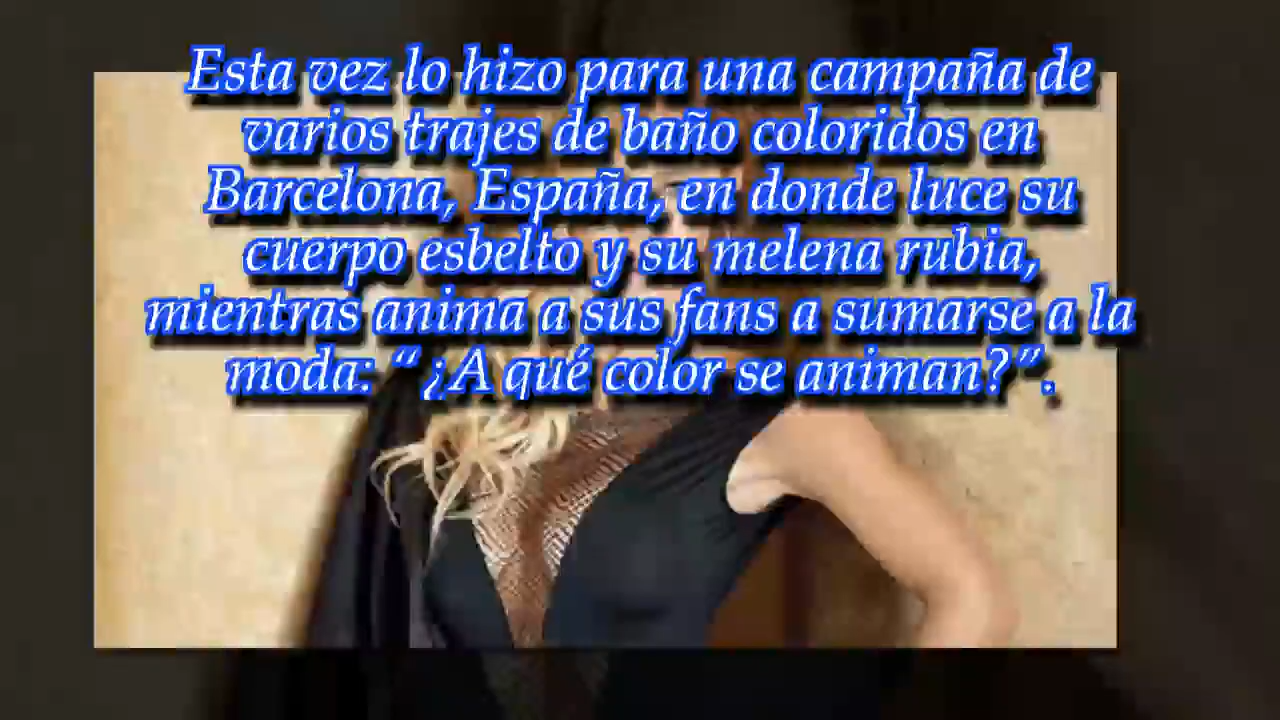 Esta vez lo hizo para una campaña de
varios trajes de baño coloridos en
Barcelona, España, en donde luce su
cuerpo esbelto y su melena rubia,
mientras anima a sus fans a sumarse a la
moda: “¿A qué color se animan?”.